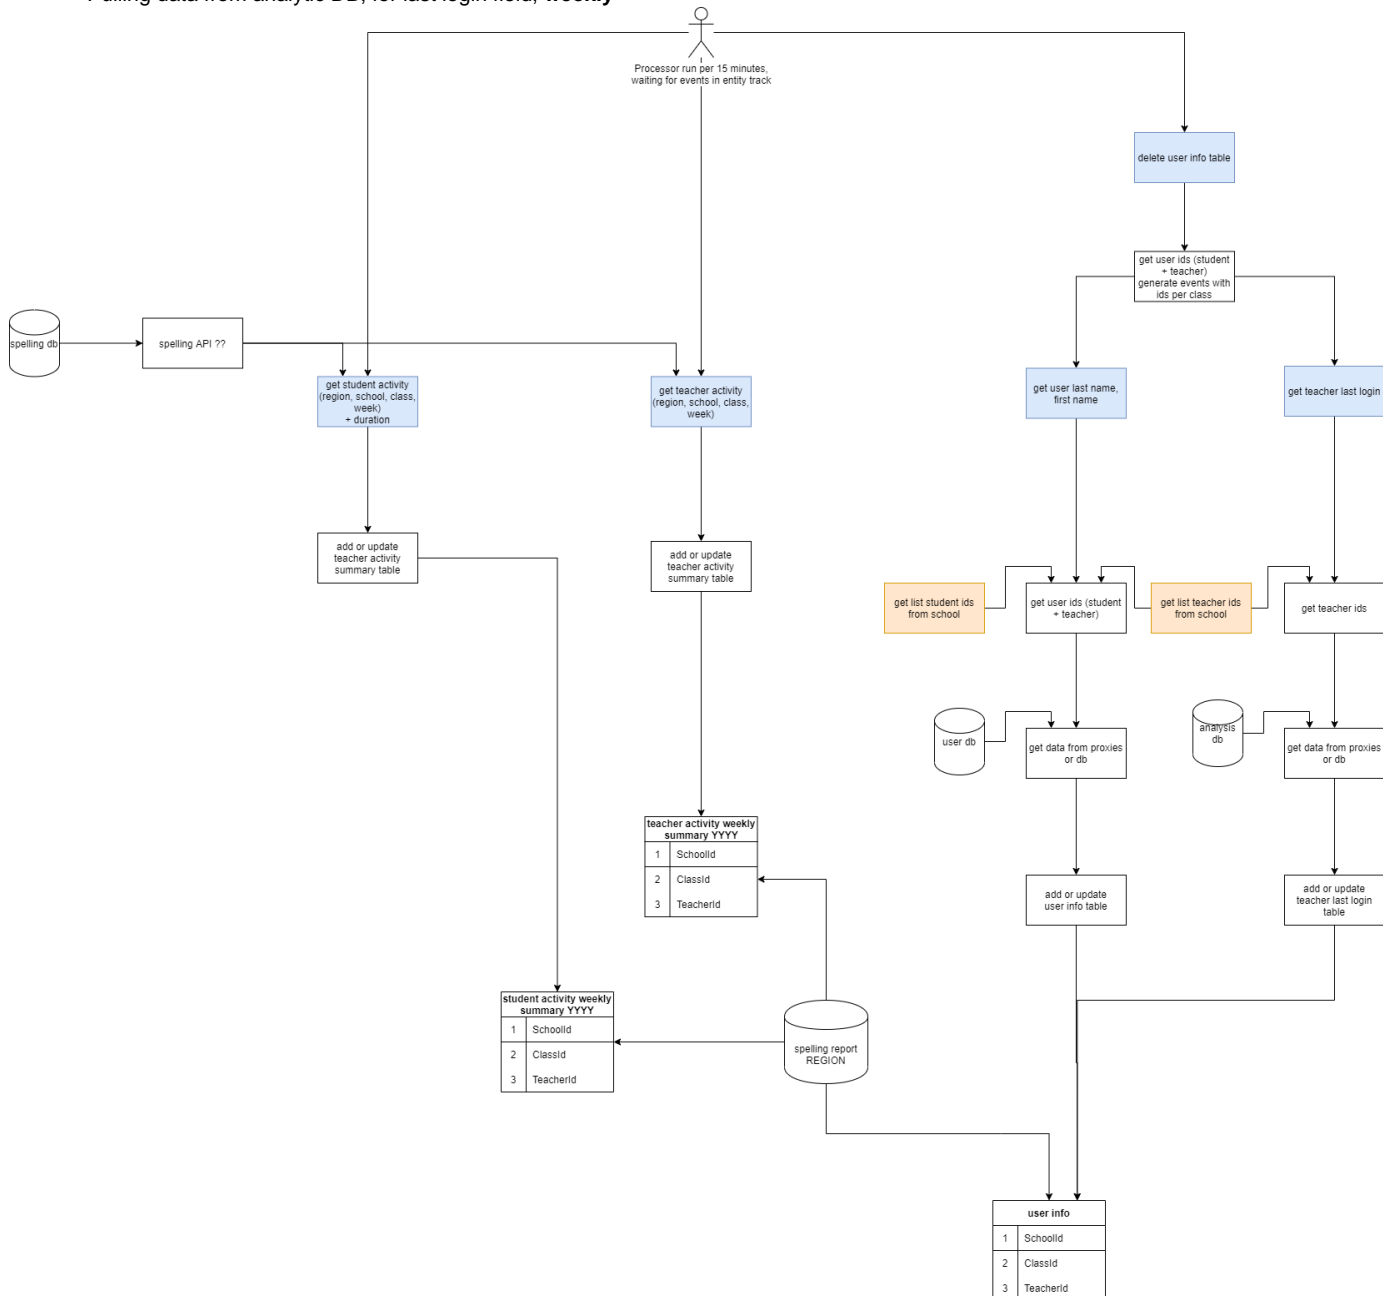 Pulling data from analytic DB, for last login field, weekly
Processor run per 15 minutes,
waiting for events in entity track
delete user info table
get user ids (student
+ teacher)
generate events with
ids per class
spelling db
spelling API ??
get student activity
(region, school, class,
week)
+ duration
get teacher activity
(region, school, class,
week)
get user last name,
first name
get teacher last login
add or update
teacher activity
summary table
add or update
teacher activity
summary table
get list student ids
from school
get user ids (student
+ teacher)
get list teacher ids
from school
get teacher ids
user db
get data from proxies
or db
analysis
db
get data from proxies
or db
teacher activity weekly
summary YYYY
1 SchoolId
2 ClassId
3 TeacherId
add or update
user info table
add or update
teacher last login
table
student activity weekly
summary YYYY
1 SchoolId
2 ClassId
3 TeacherId
spelling report
REGION
user info
1 SchoolId
2 ClassId
3 TeacherId